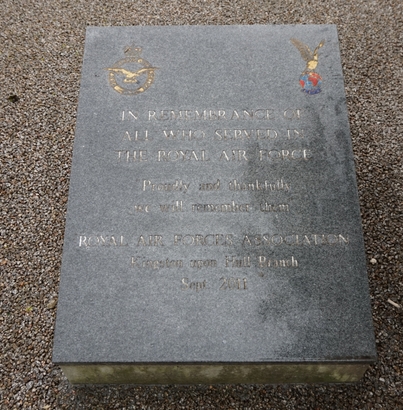 IN REMEMBRANCE OF
ALL WHO SERVED IN
THE ROYAL AIR FORCE
Proudly and thankfully
we will remember them
ROYAL AIR FORCES ASSOCIATION
Kingston upon Hull Branch
Sept. 2011